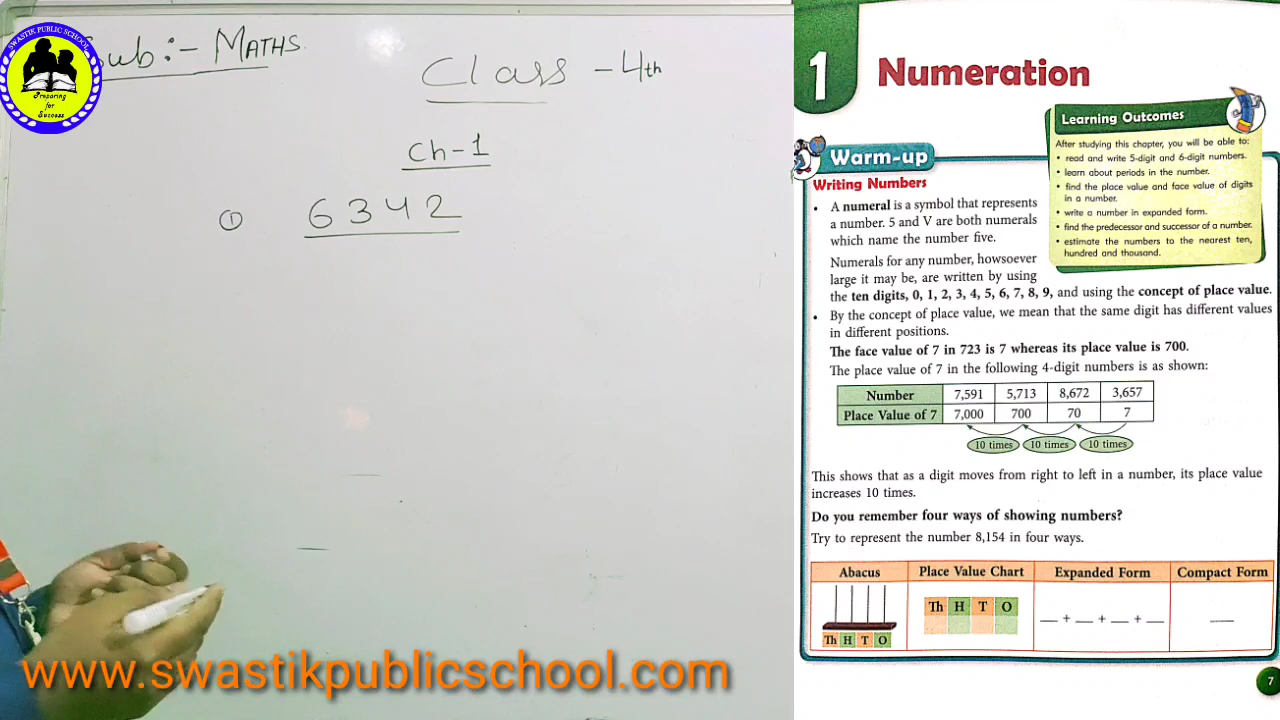 SWASTIK PUBLIC SCHOOL
Preparing
for
Success
Sub:- MATHS.
Class - 4th
Ch-1
① 6342
www.swastikpublicschool.com
1 Numeration
Learning Outcomes
After studying this chapter, you will be able to:
• read and write 5-digit and 6-digit numbers.
• learn about periods in the number.
• find the place value and face value of digits
in a number.
• write a number in expanded form.
• find the predecessor and successor of a number.
• estimate the numbers to the nearest ten,
hundred and thousand.
Warm-up
Writing Numbers
• A numeral is a symbol that represents
a number. 5 and V are both numerals
which name the number five.
Numerals for any number, howsoever
large it may be, are written by using
the ten digits, 0, 1, 2, 3, 4, 5, 6, 7, 8, 9, and using the concept of place value.
• By the concept of place value, we mean that the same digit has different values
in different positions.
The face value of 7 in 723 is 7 whereas its place value is 700.
The place value of 7 in the following 4-digit numbers is as shown:
Number 7,591 5,713 8,672 3,657
Place Value of 7 7,000 700 70 7
10 times 10 times 10 times
This shows that as a digit moves from right to left in a number, its place value
increases 10 times.
Do you remember four ways of showing numbers?
Try to represent the number 8,154 in four ways.
Abacus Place Value Chart Expanded Form Compact Form
Th H T O
__ + __ + __ + __ __
Th H T O
7